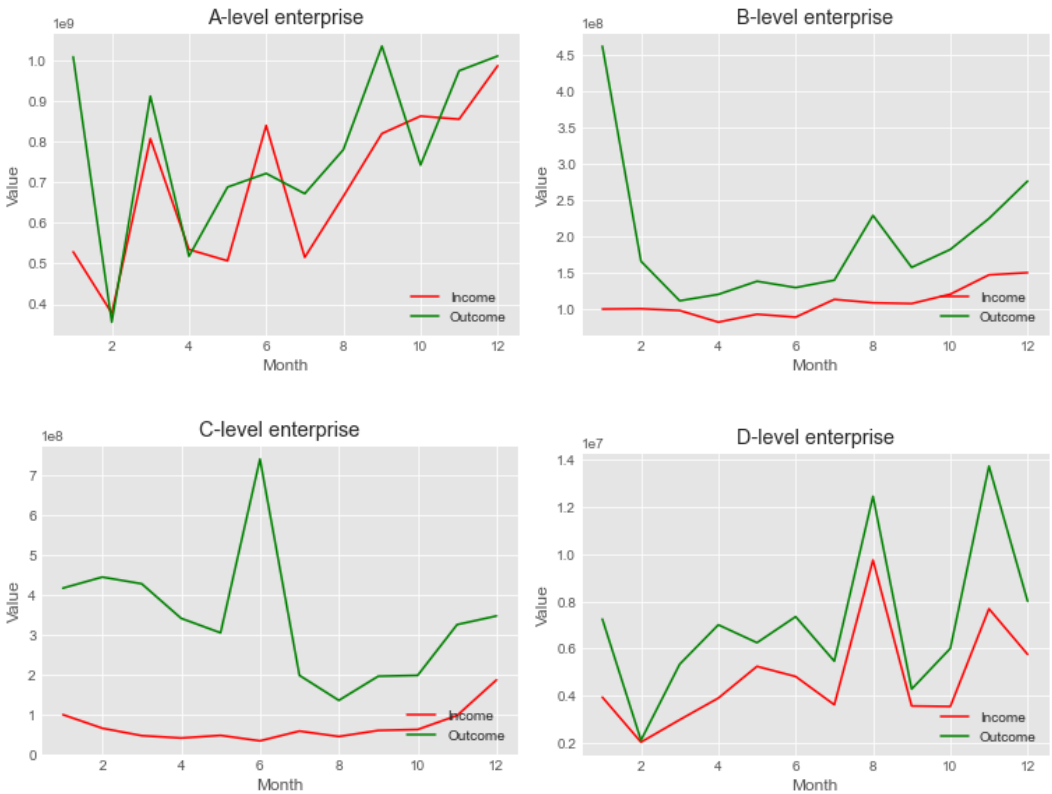 A-level enterprise
1e9
1.0
0.9
0.8
0.7
0.6
0.5
0.4
Value
2
4
6
8
10
12
Month
Income
Outcome
B-level enterprise
1e8
4.5
4.0
3.5
3.0
2.5
2.0
1.5
1.0
Value
2
4
6
8
10
12
Month
Income
Outcome
C-level enterprise
1e8
7
6
5
4
3
2
1
0
Value
2
4
6
8
10
12
Month
Income
Outcome
D-level enterprise
1e7
1.4
1.2
1.0
0.8
0.6
0.4
0.2
Value
2
4
6
8
10
12
Month
Income
Outcome